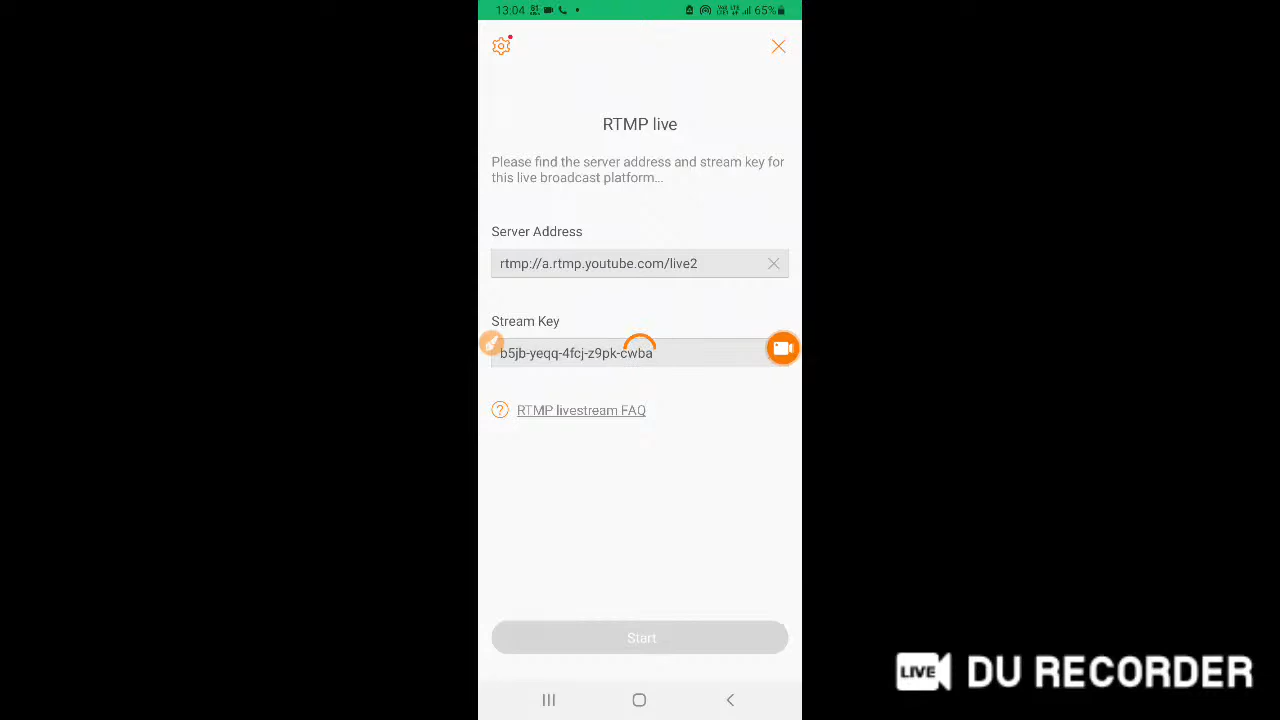 13:04
65%
RTMP live
Please find the server address and stream key for
this live broadcast platform...
Server Address
rtmp://a.rtmp.youtube.com/live2
Stream Key
b5jb-yeqq-4fcj-z9pk-cwba
? RTMP livestream FAQ
Start
LIVE DU RECORDER